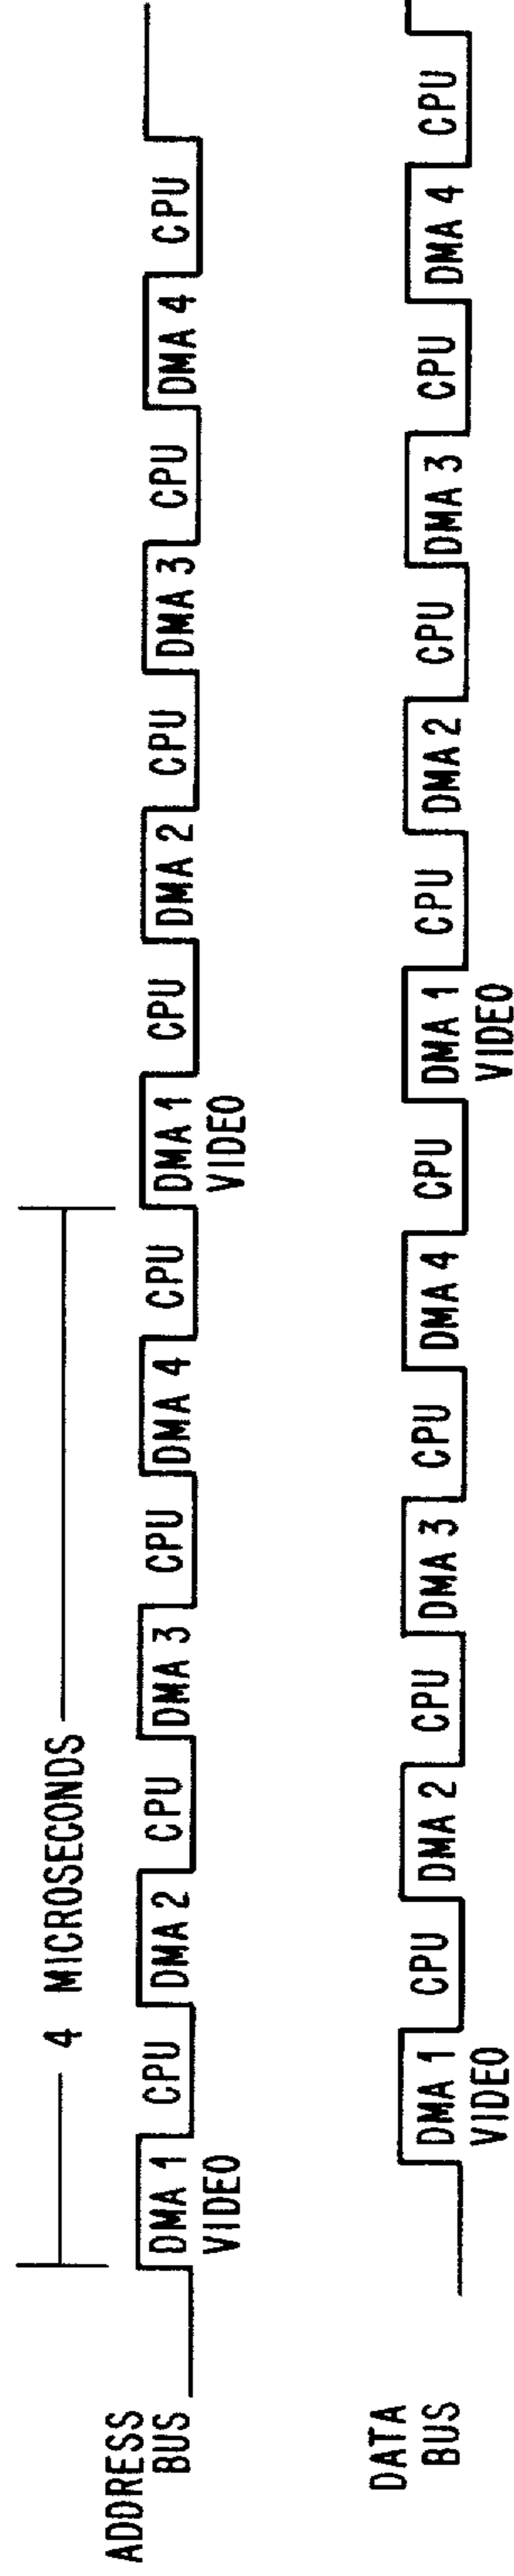 4 MICROSECONDS
ADDRESS
BUS
DMA 1 CPU DMA 2 CPU DMA 3 CPU DMA 4 CPU DMA 1 CPU DMA 2 CPU DMA 3 CPU DMA 4 CPU
VIDEO VIDEO
DATA
BUS
DMA 1 CPU DMA 2 CPU DMA 3 CPU DMA 4 CPU DMA 1 CPU DMA 2 CPU DMA 3 CPU DMA 4 CPU
VIDEO VIDEO